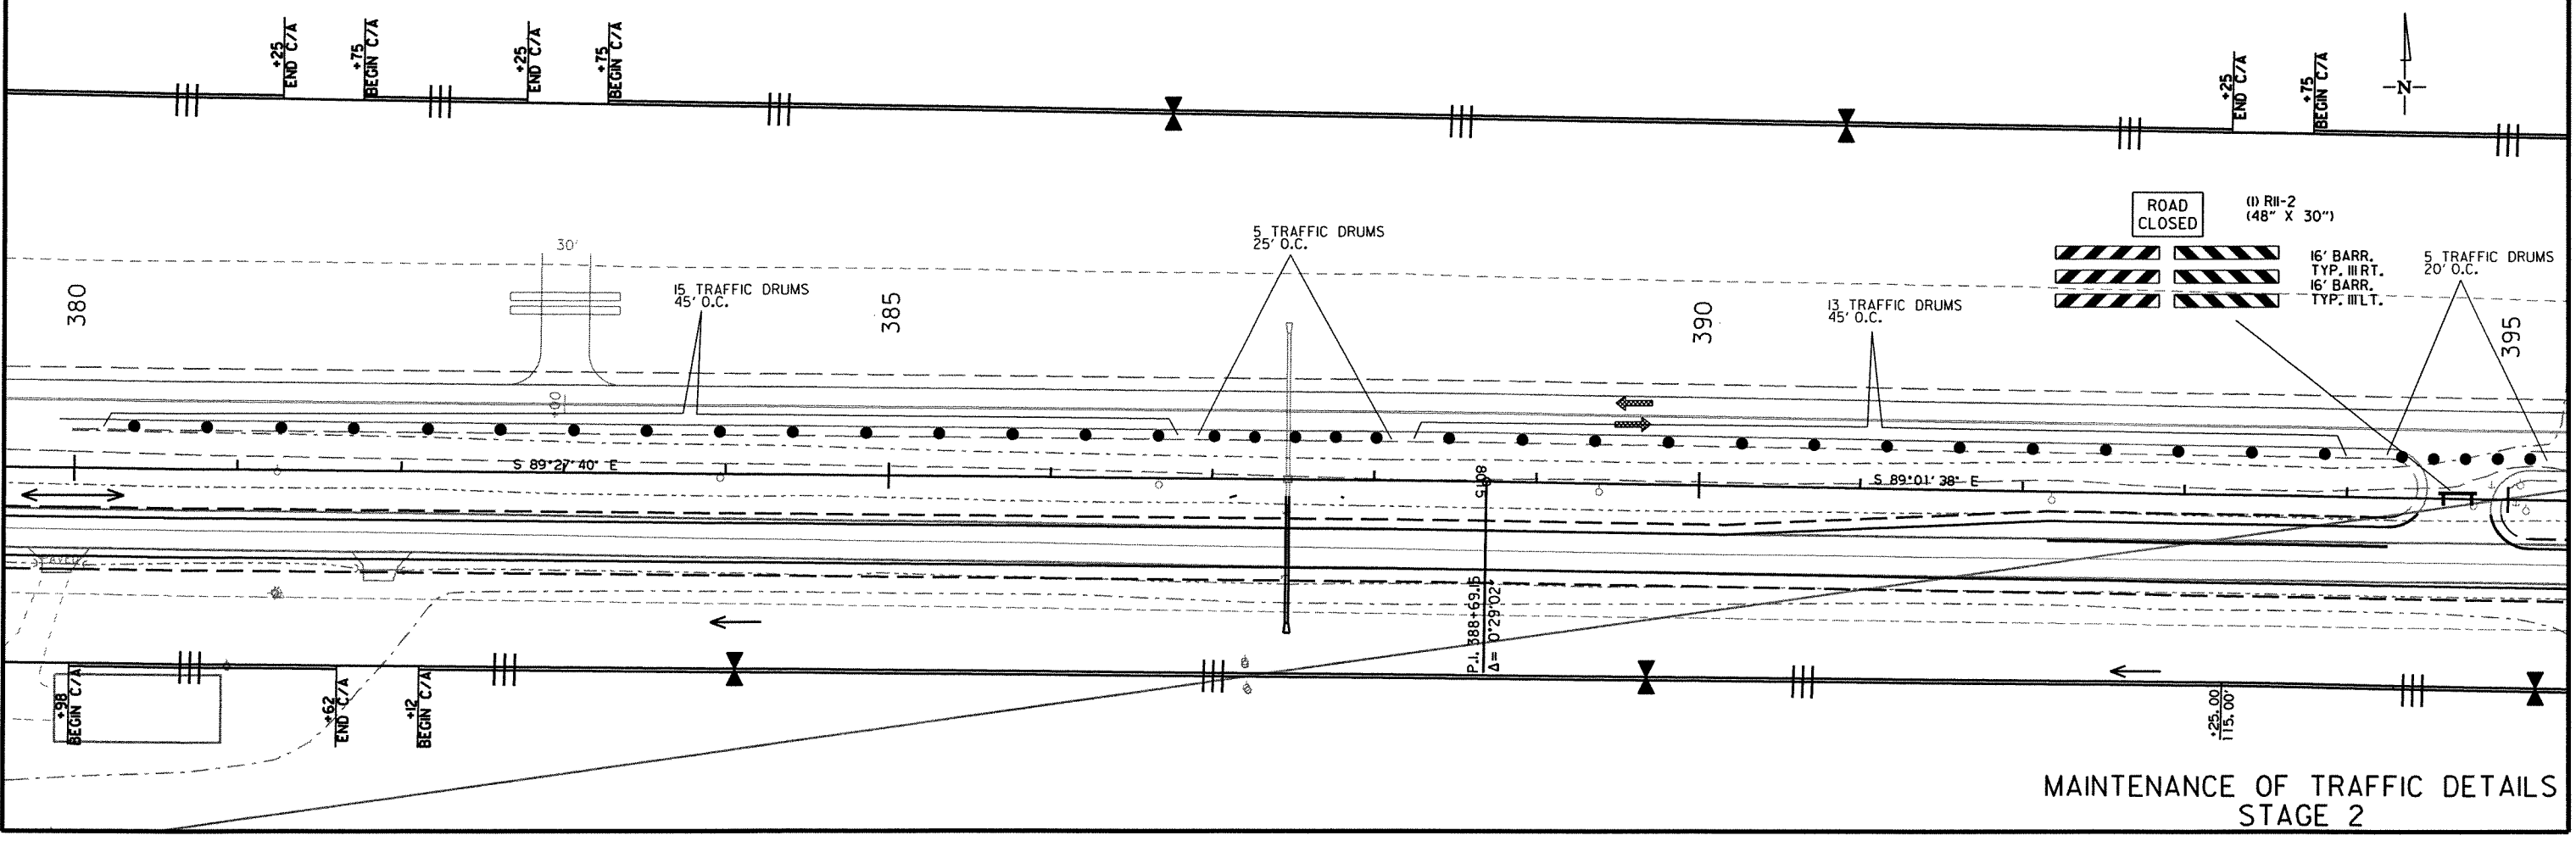 +25
END C/A
+75
BEGIN C/A
+25
END C/A
+75
BEGIN C/A
+25
END C/A
+75
BEGIN C/A
N
ROAD
CLOSED
(1) R11-2
(48" X 30")
16' BARR.
TYP. III RT.
16' BARR.
TYP. III LT.
5 TRAFFIC DRUMS
20' O.C.
5 TRAFFIC DRUMS
25' O.C.
30'
15 TRAFFIC DRUMS
45' O.C.
13 TRAFFIC DRUMS
45' O.C.
380
385
390
395
+00
S 89°27'40" E
S 89°01'38" E
P.I. 388+69.15
Δ= 0°29'02"
+98
BEGIN C/A
+62
END C/A
+12
BEGIN C/A
+25.00
115.00'
MAINTENANCE OF TRAFFIC DETAILS
STAGE 2